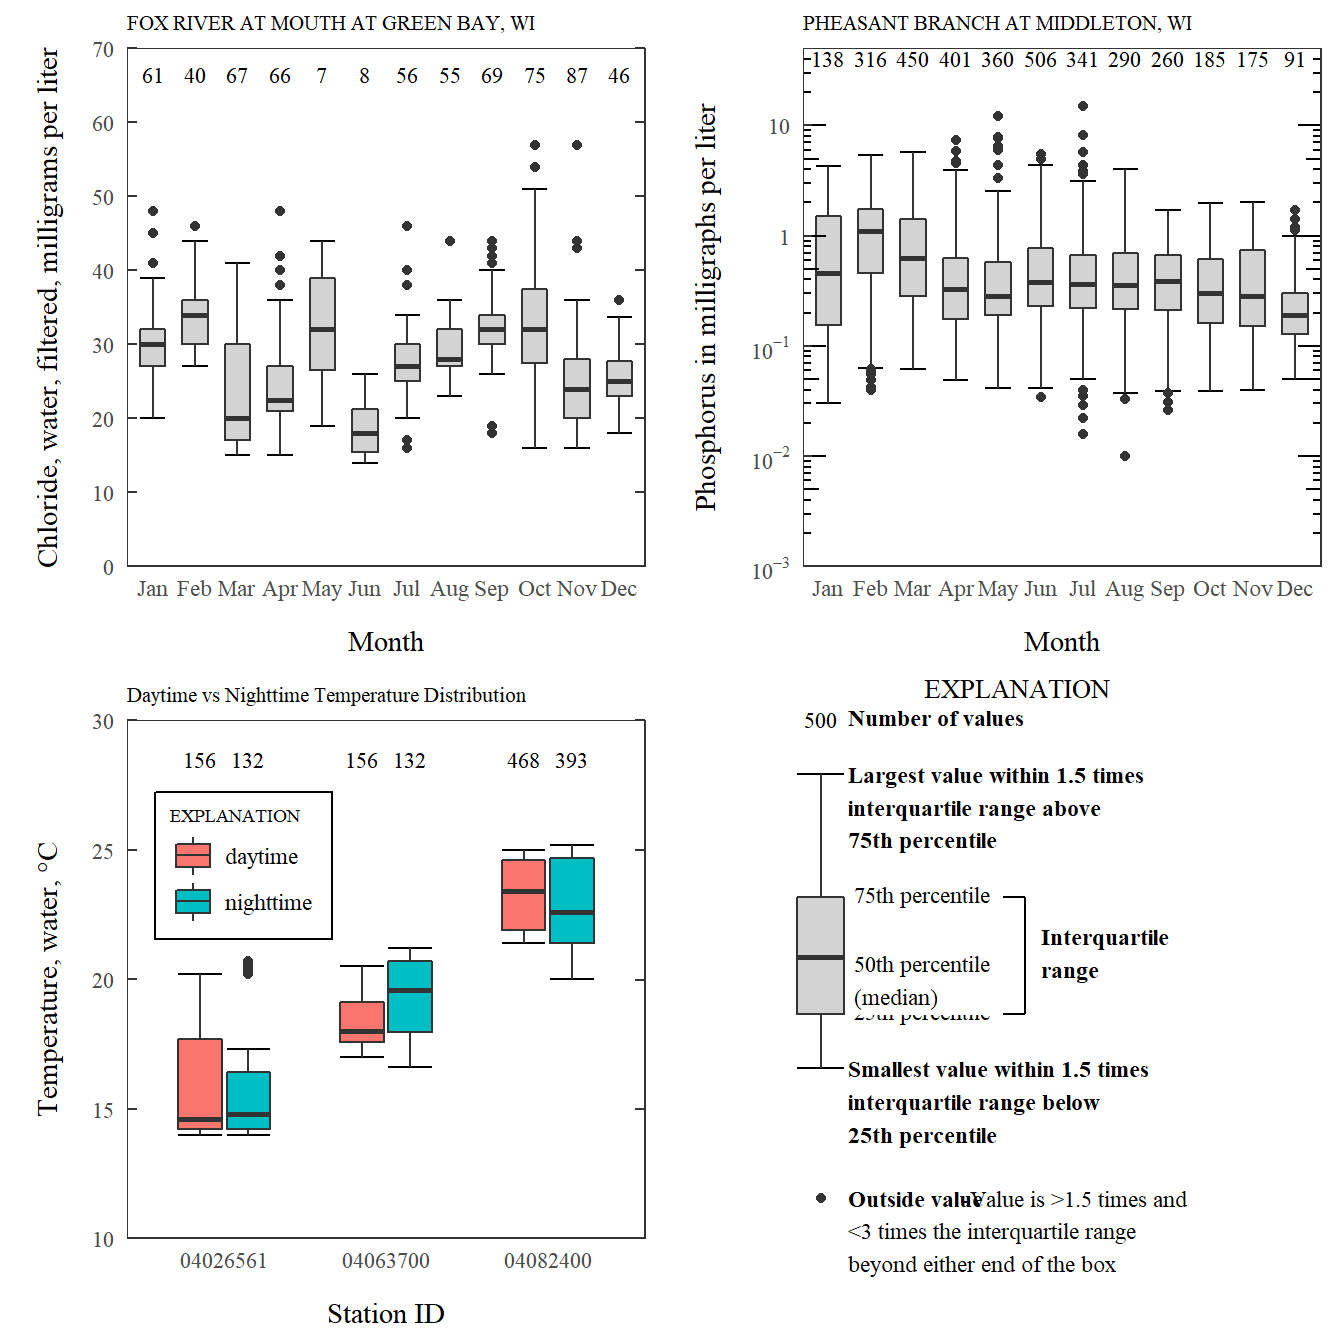 FOX RIVER AT MOUTH AT GREEN BAY, WI
Chloride, water, filtered, milligrams per liter
70
60
50
40
30
20
10
0
61 40 67 66 7 8 56 55 69 75 87 46
Jan Feb Mar Apr May Jun Jul Aug Sep Oct Nov Dec
Month
PHEASANT BRANCH AT MIDDLETON, WI
Phosphorus in milligraphs per liter
138 316 450 401 360 506 341 290 260 185 175 91
10
1
10⁻¹
10⁻²
10⁻³
Jan Feb Mar Apr May Jun Jul Aug Sep Oct Nov Dec
Month
Daytime vs Nighttime Temperature Distribution
Temperature, water, °C
30
25
20
15
10
156 132 156 132 468 393
EXPLANATION
daytime
nighttime
04026561 04063700 04082400
Station ID
EXPLANATION
500 Number of values
Largest value within 1.5 times
interquartile range above
75th percentile
75th percentile
Interquartile
range
50th percentile
(median)
25th percentile
Smallest value within 1.5 times
interquartile range below
25th percentile
Outside value Value is >1.5 times and
<3 times the interquartile range
beyond either end of the box